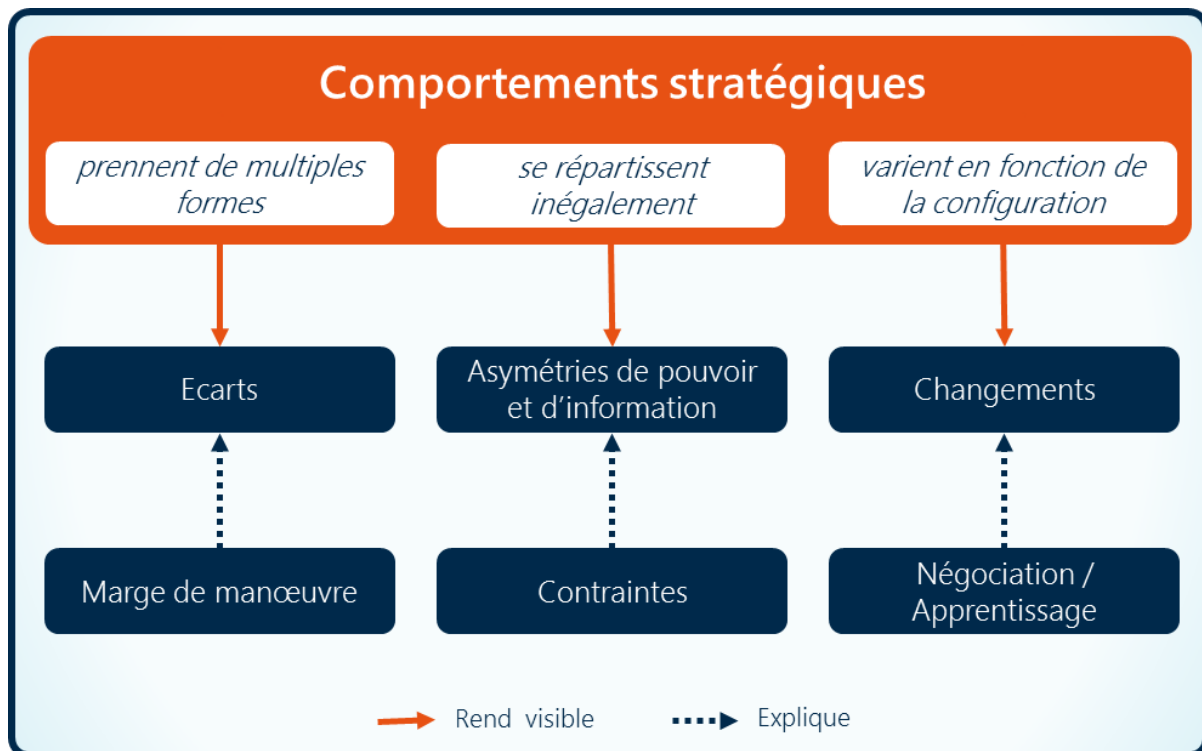 Comportements stratégiques
prennent de multiples
formes
se répartissent
inégalement
varient en fonction de
la configuration
Ecarts
Asymétries de pouvoir
et d’information
Changements
Marge de manœuvre
Contraintes
Négociation /
Apprentissage
Rend visible
Explique